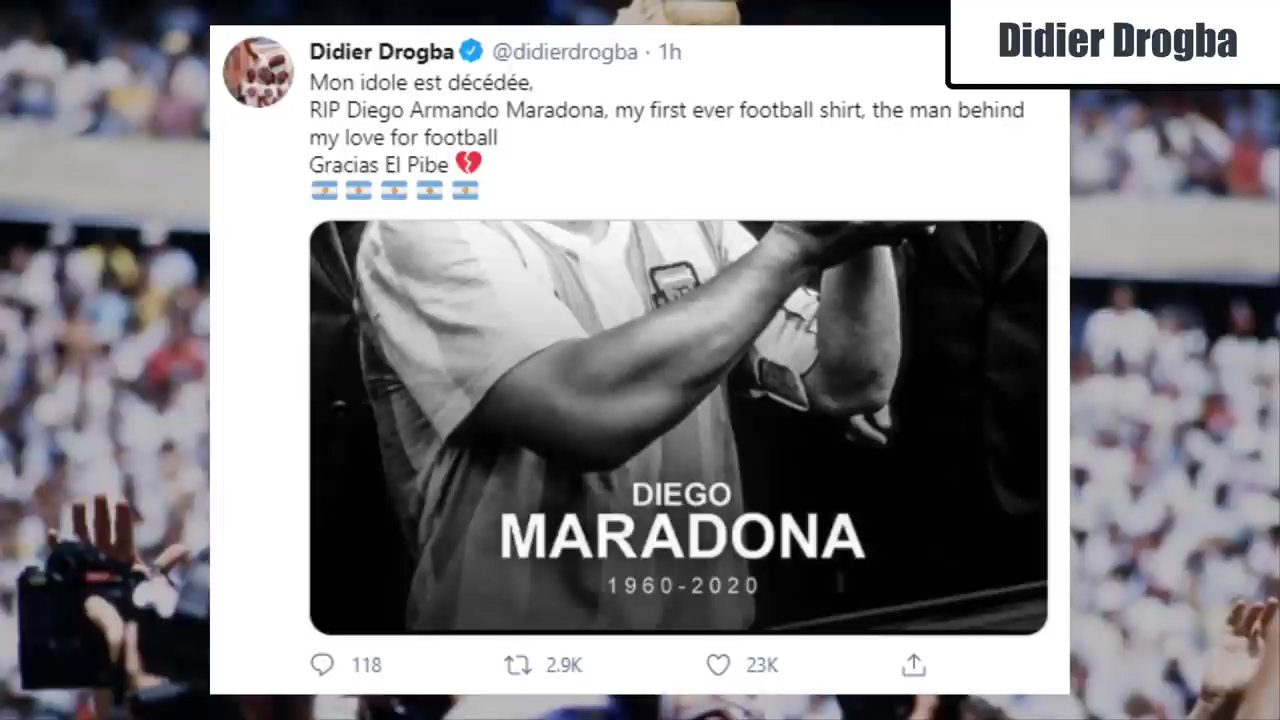 Didier Drogba
Didier Drogba @didierdrogba · 1h
Mon idole est décédée,
RIP Diego Armando Maradona, my first ever football shirt, the man behind
my love for football
Gracias El Pibe 💔
🇦🇷 🇦🇷 🇦🇷 🇦🇷 🇦🇷
DIEGO
MARADONA
1960-2020
118 2.9K 23K